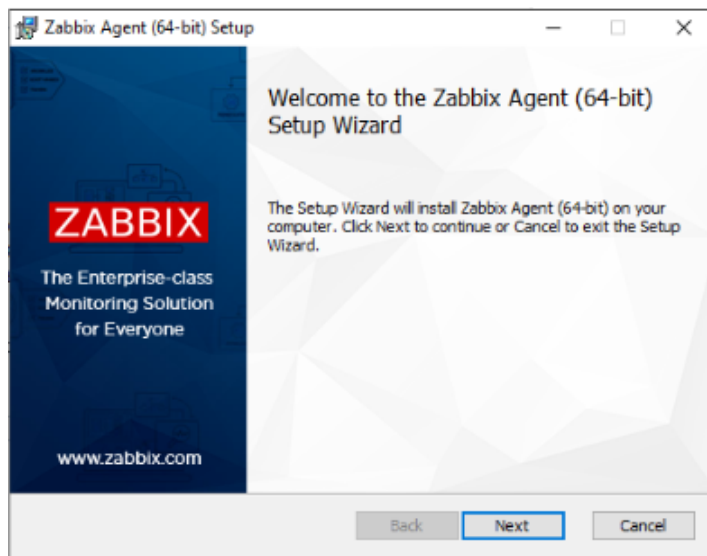 Zabbix Agent (64-bit) Setup
Welcome to the Zabbix Agent (64-bit)
Setup Wizard
The Setup Wizard will install Zabbix Agent (64-bit) on your
computer. Click Next to continue or Cancel to exit the Setup
Wizard.
ZABBIX
The Enterprise-class
Monitoring Solution
for Everyone
www.zabbix.com
Back
Next
Cancel